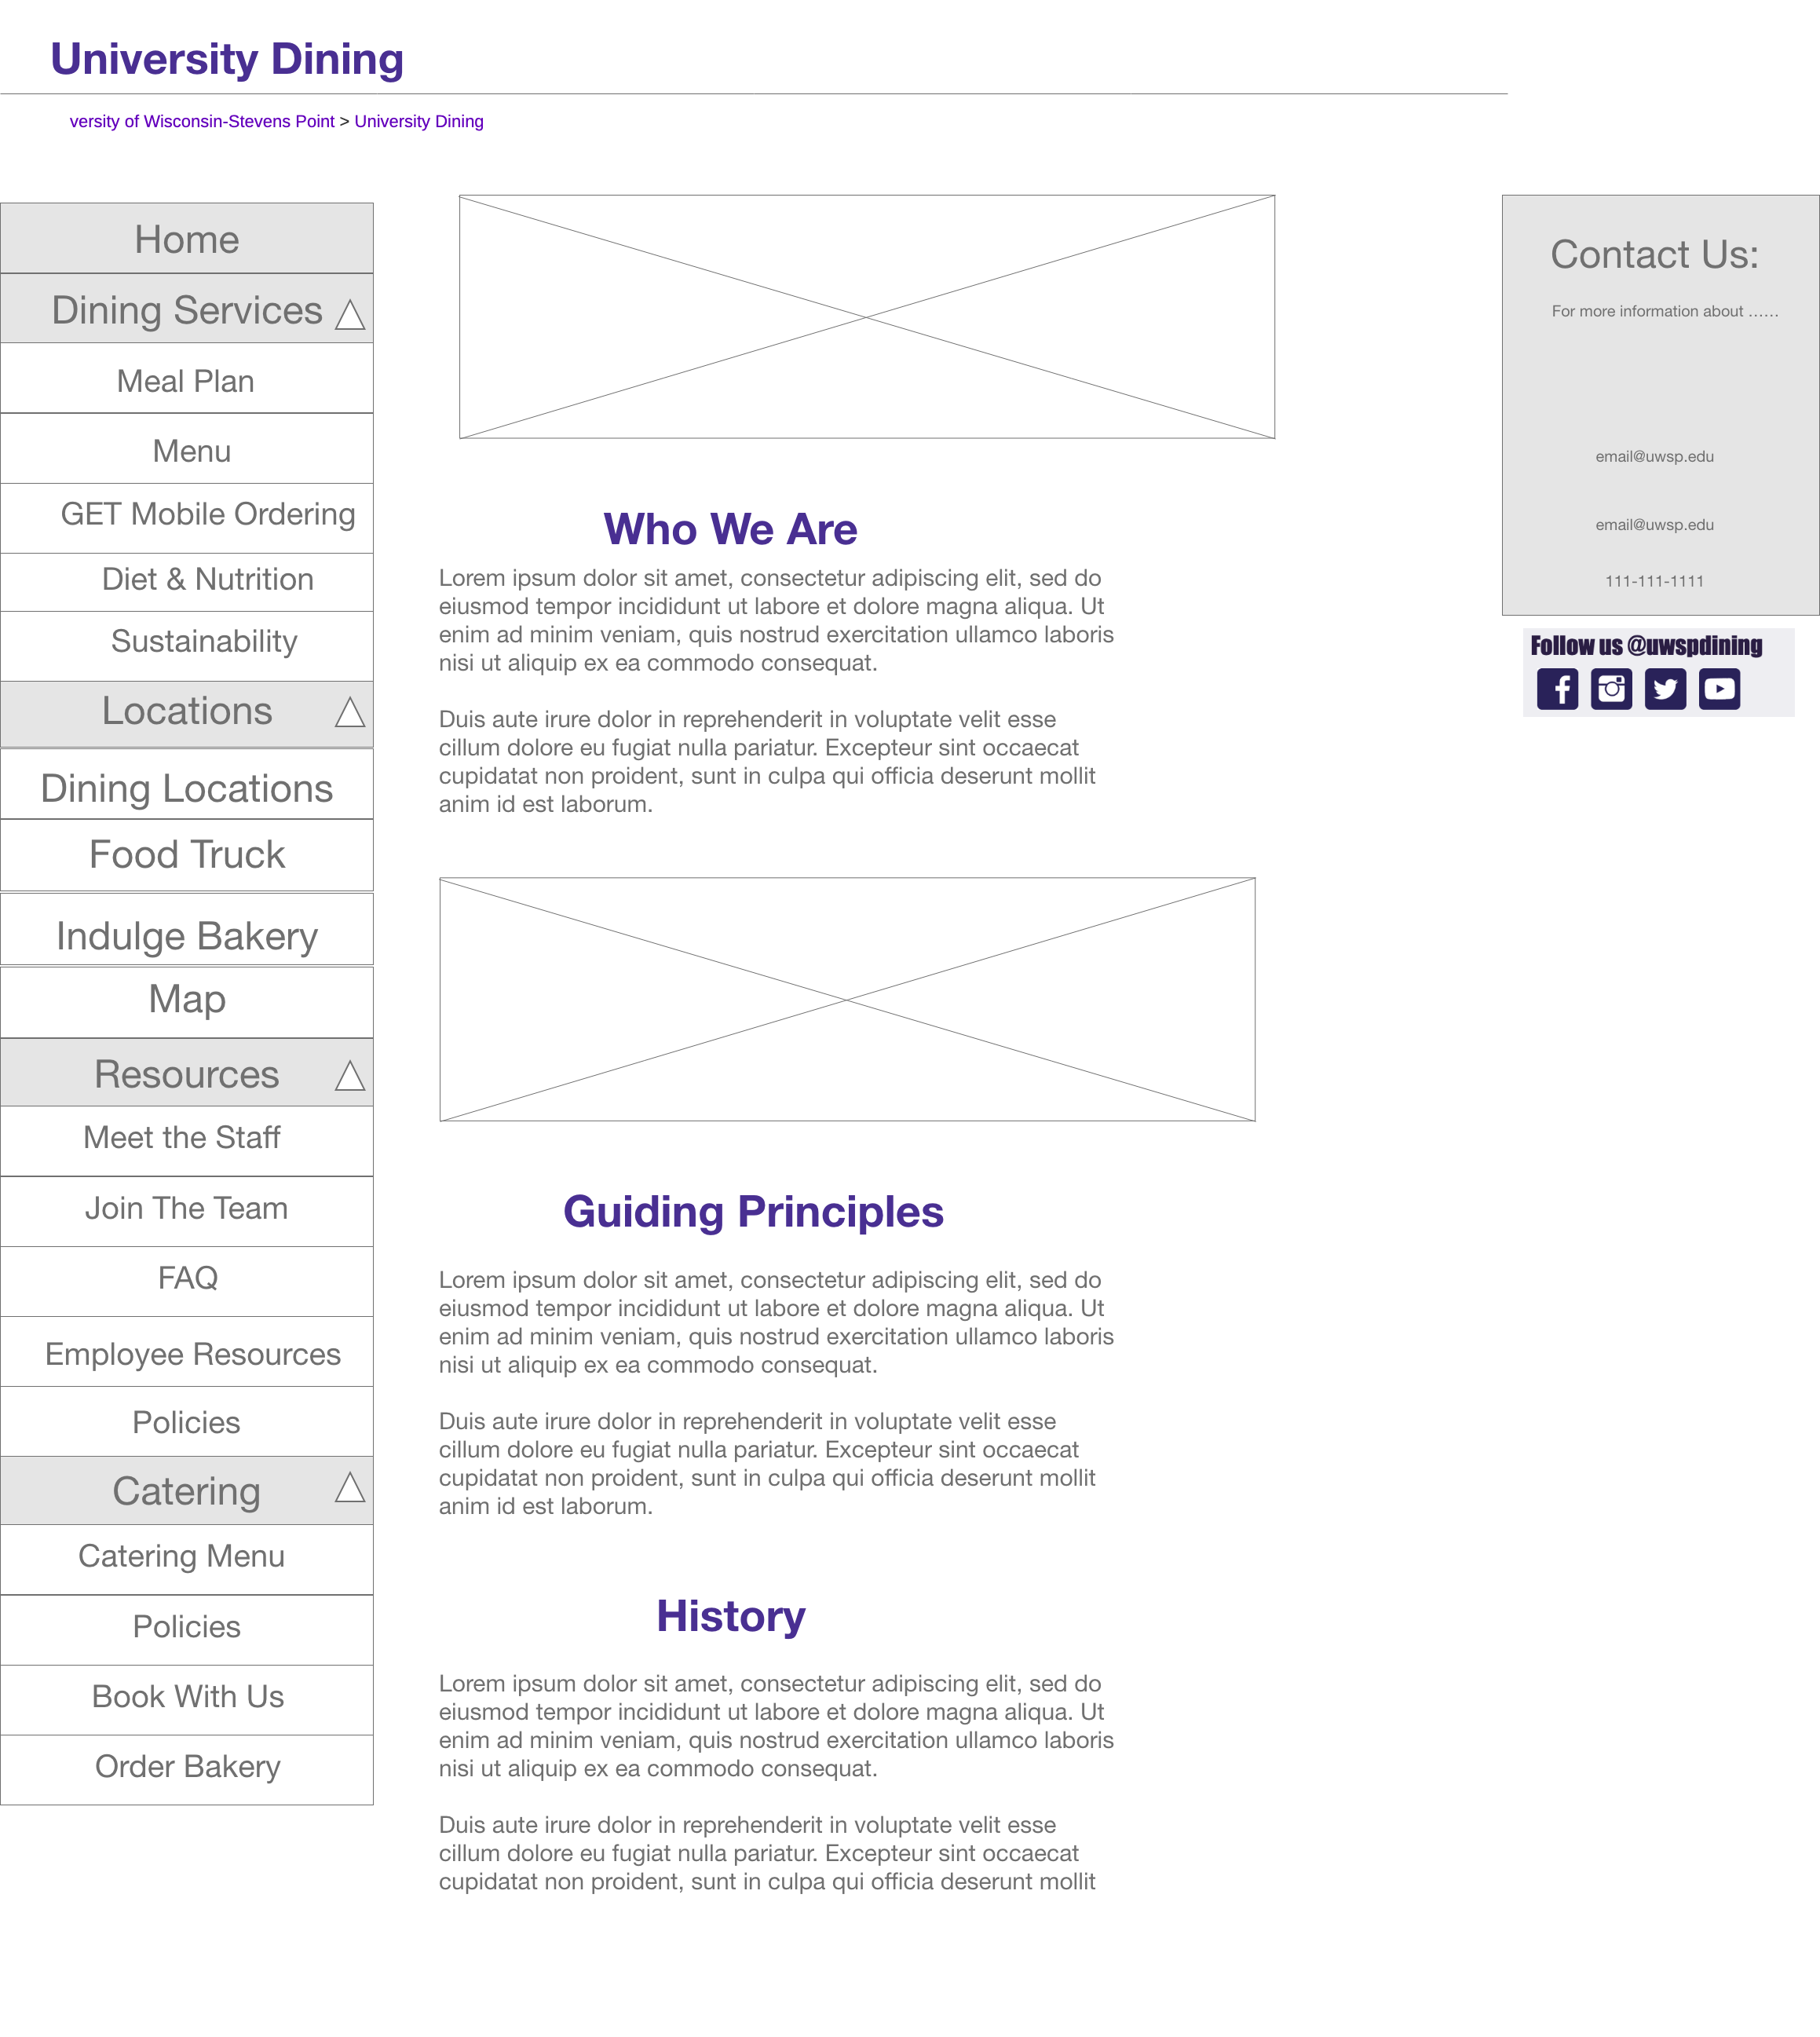 University Dining
versity of Wisconsin-Stevens Point > University Dining
Home
Dining Services
Meal Plan
Menu
GET Mobile Ordering
Diet & Nutrition
Sustainability
Locations
Dining Locations
Food Truck
Indulge Bakery
Map
Resources
Meet the Staff
Join The Team
FAQ
Employee Resources
Policies
Catering
Catering Menu
Policies
Book With Us
Order Bakery
Who We Are
Lorem ipsum dolor sit amet, consectetur adipiscing elit, sed do
eiusmod tempor incididunt ut labore et dolore magna aliqua. Ut
enim ad minim veniam, quis nostrud exercitation ullamco laboris
nisi ut aliquip ex ea commodo consequat.
Duis aute irure dolor in reprehenderit in voluptate velit esse
cillum dolore eu fugiat nulla pariatur. Excepteur sint occaecat
cupidatat non proident, sunt in culpa qui officia deserunt mollit
anim id est laborum.
Guiding Principles
Lorem ipsum dolor sit amet, consectetur adipiscing elit, sed do
eiusmod tempor incididunt ut labore et dolore magna aliqua. Ut
enim ad minim veniam, quis nostrud exercitation ullamco laboris
nisi ut aliquip ex ea commodo consequat.
Duis aute irure dolor in reprehenderit in voluptate velit esse
cillum dolore eu fugiat nulla pariatur. Excepteur sint occaecat
cupidatat non proident, sunt in culpa qui officia deserunt mollit
anim id est laborum.
History
Lorem ipsum dolor sit amet, consectetur adipiscing elit, sed do
eiusmod tempor incididunt ut labore et dolore magna aliqua. Ut
enim ad minim veniam, quis nostrud exercitation ullamco laboris
nisi ut aliquip ex ea commodo consequat.
Duis aute irure dolor in reprehenderit in voluptate velit esse
cillum dolore eu fugiat nulla pariatur. Excepteur sint occaecat
cupidatat non proident, sunt in culpa qui officia deserunt mollit
Contact Us:
For more information about ……
email@uwsp.edu
email@uwsp.edu
111-111-1111
Follow us @uwspdining